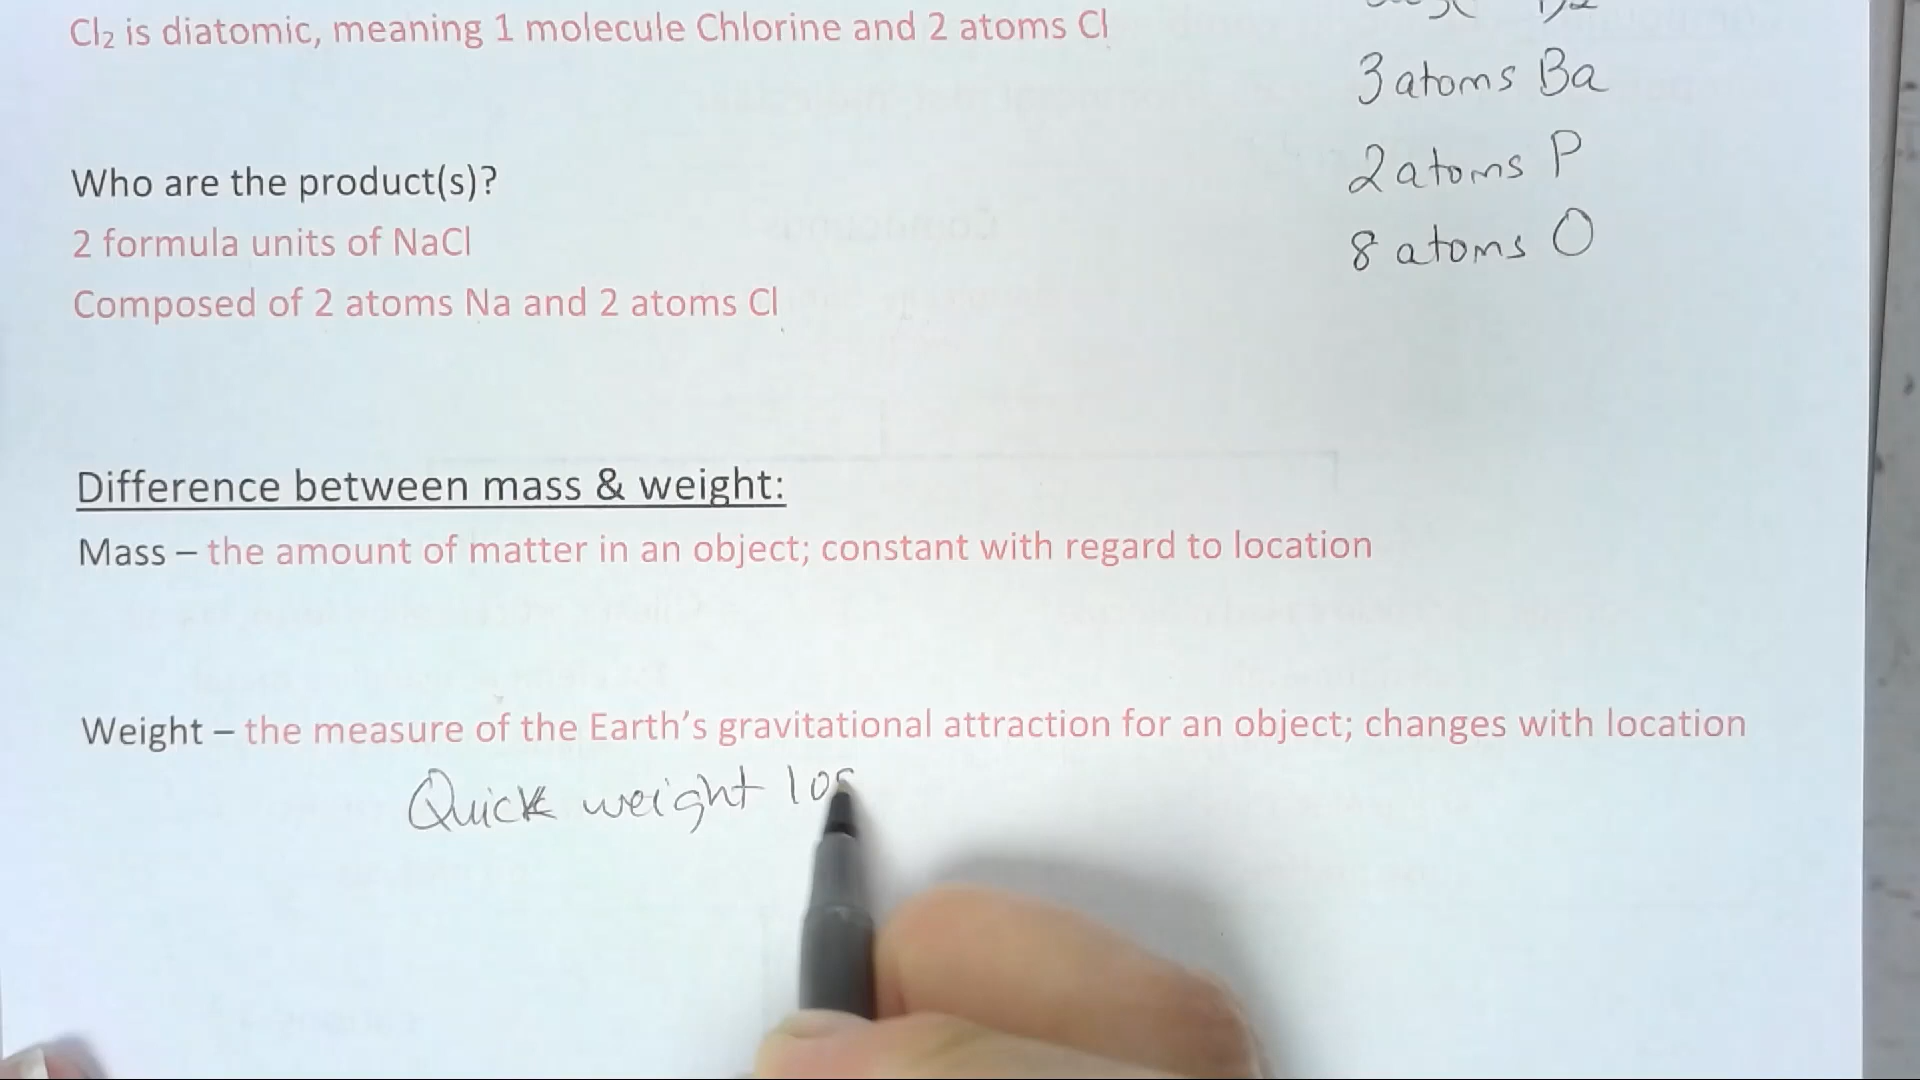 Cl₂ is diatomic, meaning 1 molecule Chlorine and 2 atoms Cl
3 atoms Ba
2 atoms P
8 atoms O
Who are the product(s)?
2 formula units of NaCl
Composed of 2 atoms Na and 2 atoms Cl
Difference between mass & weight:
Mass – the amount of matter in an object; constant with regard to location
Weight – the measure of the Earth's gravitational attraction for an object; changes with location
Quick weight los